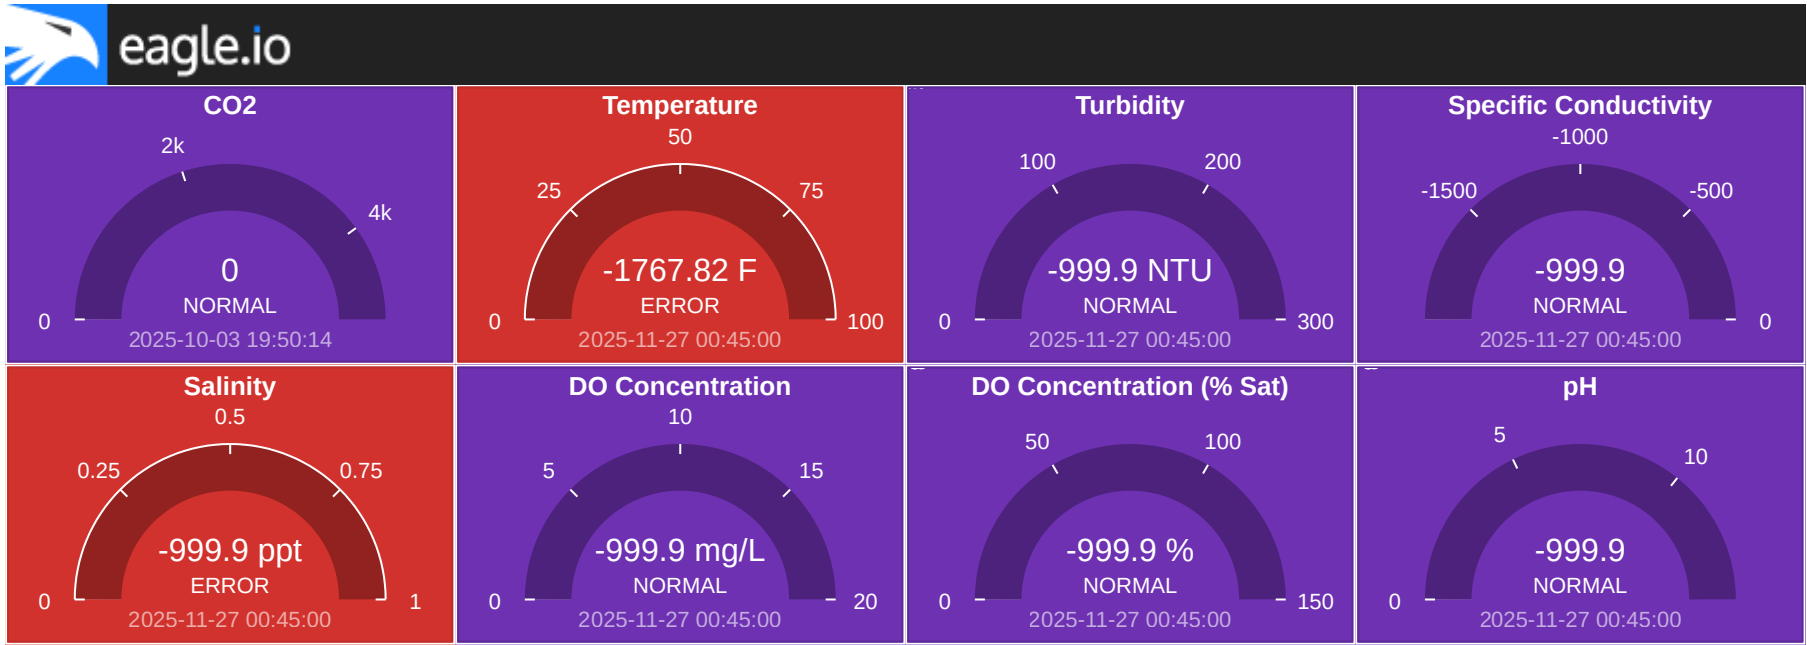 eagle.io
CO2
2k
4k
0
NORMAL
0
2025-10-03 19:50:14
Temperature
50
25
75
-1767.82 F
ERROR
0
100
2025-11-27 00:45:00
Turbidity
100
200
-999.9 NTU
NORMAL
0
300
2025-11-27 00:45:00
Specific Conductivity
-1000
-1500
-500
-999.9
NORMAL
0
2025-11-27 00:45:00
Salinity
0.5
0.25
0.75
-999.9 ppt
ERROR
0
1
2025-11-27 00:45:00
DO Concentration
10
5
15
-999.9 mg/L
NORMAL
0
20
2025-11-27 00:45:00
DO Concentration (% Sat)
50
100
-999.9 %
NORMAL
0
150
2025-11-27 00:45:00
pH
5
10
-999.9
NORMAL
0
2025-11-27 00:45:00